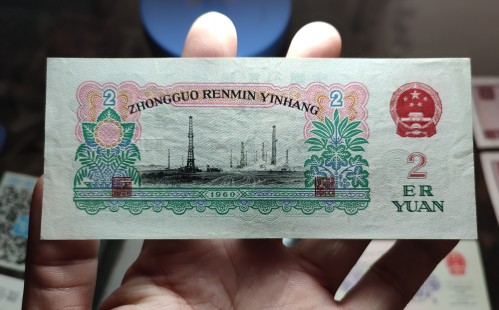 2
ZHONGGUO RENMIN YINHANG
2
1960
2
ER
YUAN